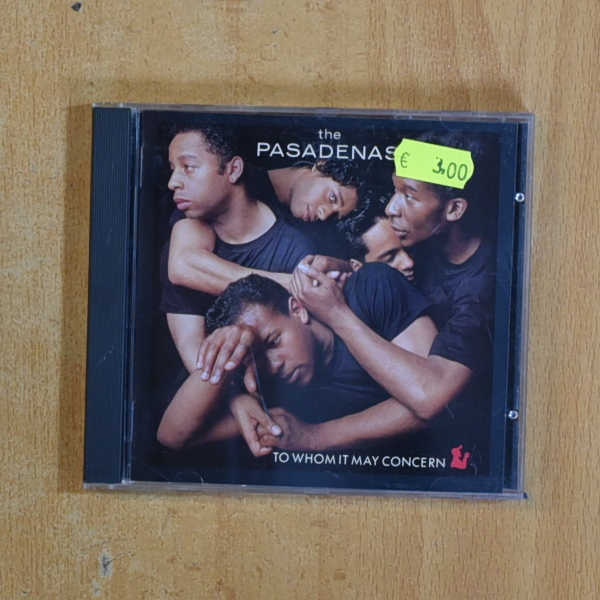 the
PASADENAS
€ 3,00
TO WHOM IT MAY CONCERN